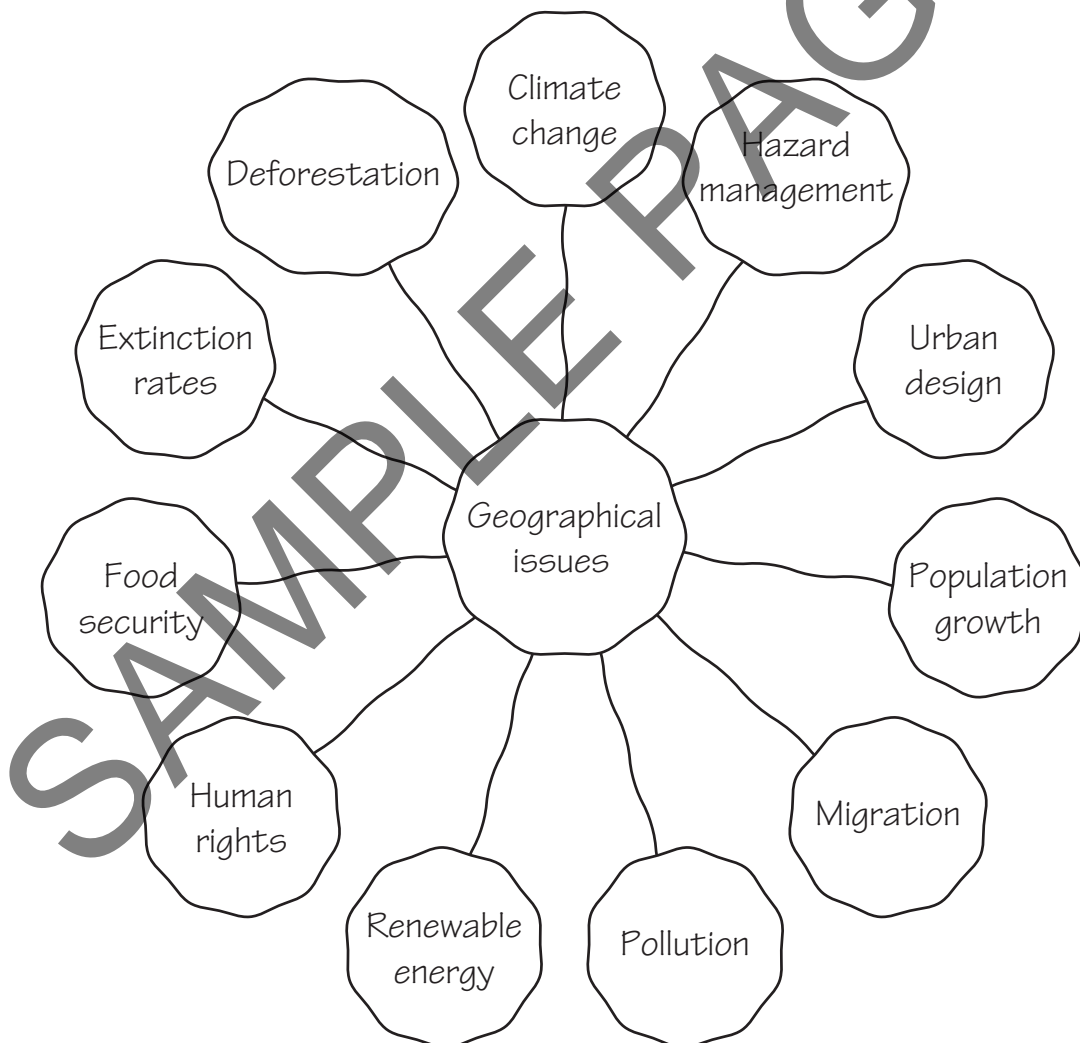 Climate
change
Hazard
management
Urban
design
Population
growth
Migration
Pollution
Renewable
energy
Human
rights
Food
security
Extinction
rates
Deforestation
Geographical
issues
SAMPLE PAG